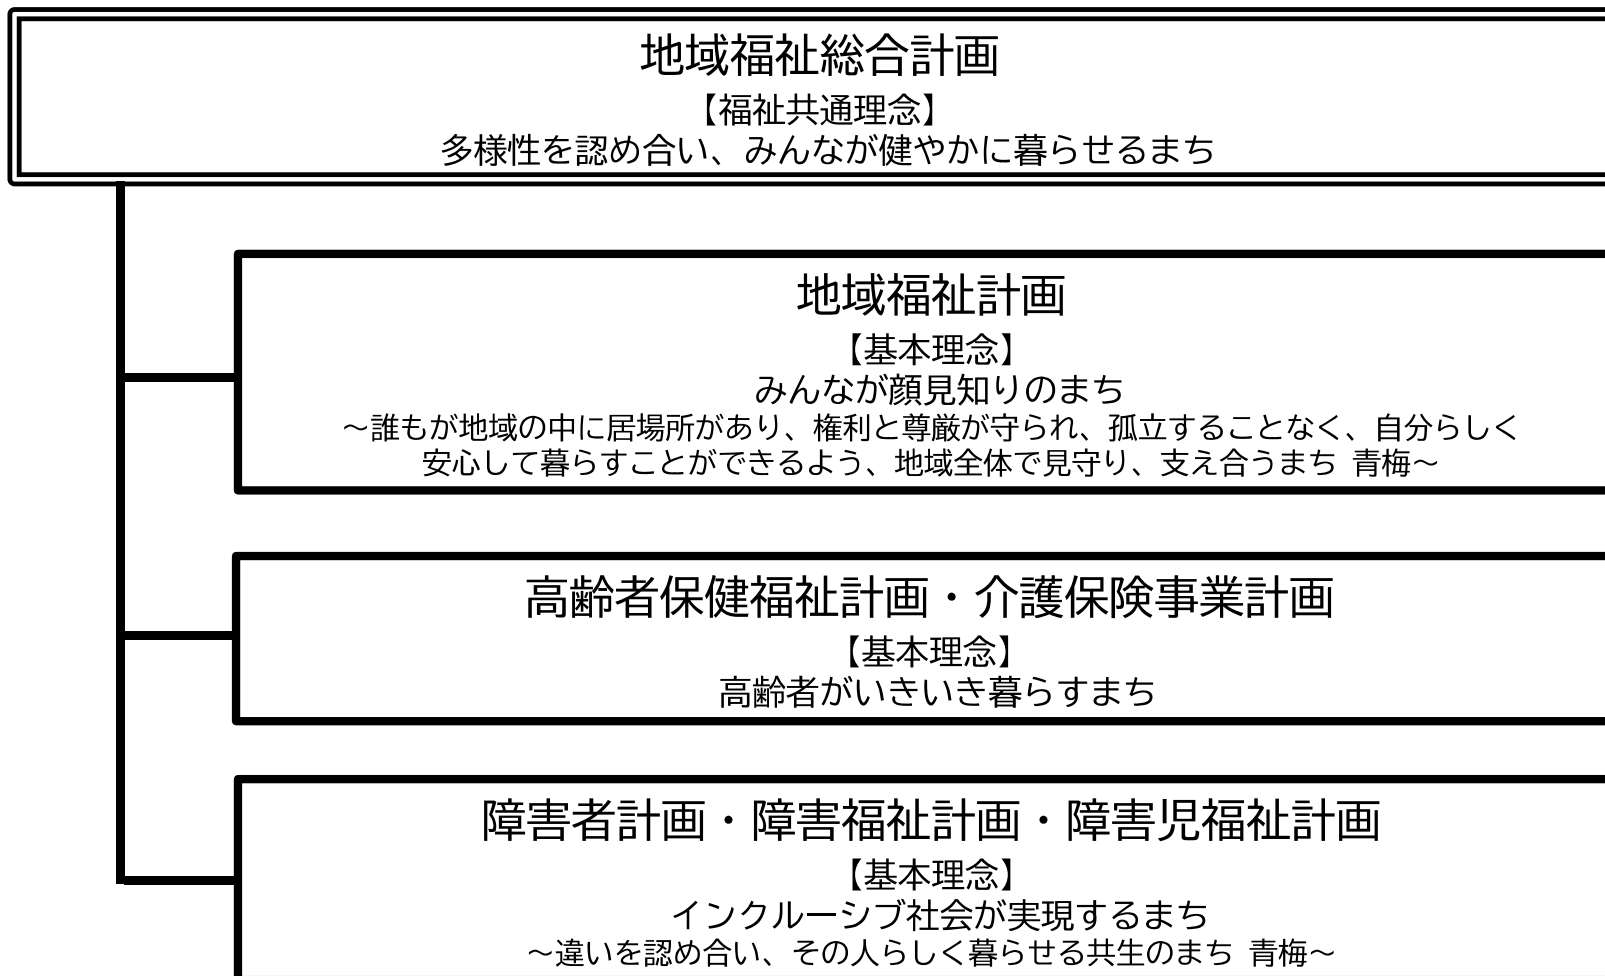 地域福祉総合計画
【福祉共通理念】
多様性を認め合い、みんなが健やかに暮らせるまち
地域福祉計画
【基本理念】
みんなが顔見知りのまち
～誰もが地域の中に居場所があり、権利と尊厳が守られ、孤立することなく、自分らしく
安心して暮らすことができるよう、地域全体で見守り、支え合うまち 青梅～
高齢者保健福祉計画・介護保険事業計画
【基本理念】
高齢者がいきいき暮らすまち
障害者計画・障害福祉計画・障害児福祉計画
【基本理念】
インクルーシブ社会が実現するまち
～違いを認め合い、その人らしく暮らせる共生のまち 青梅～